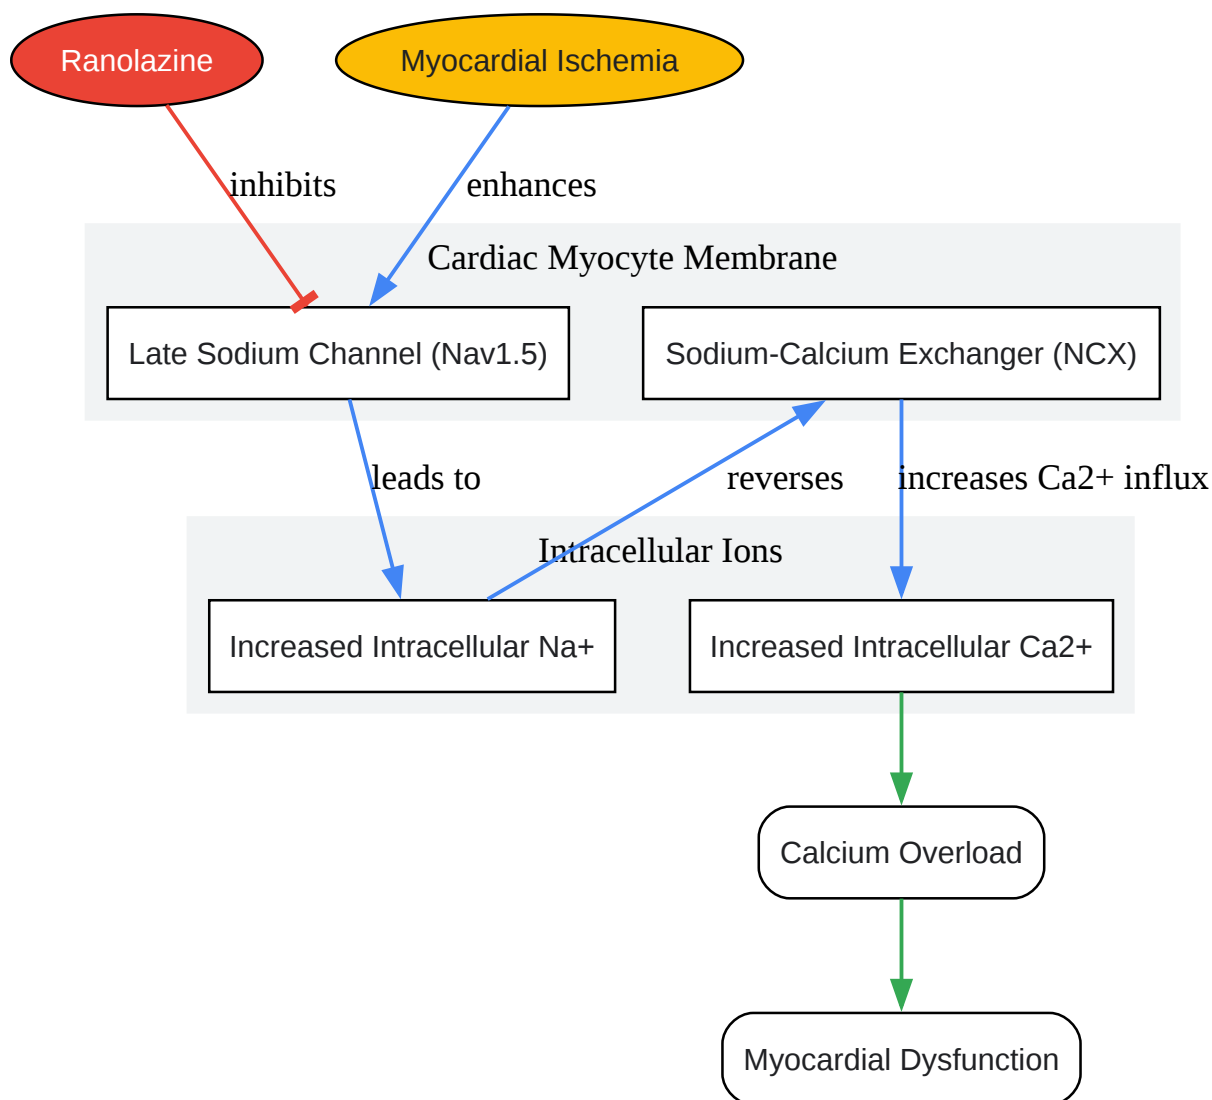 Ranolazine
Myocardial Ischemia
inhibits
enhances
Cardiac Myocyte Membrane
Late Sodium Channel (Nav1.5)
Sodium-Calcium Exchanger (NCX)
leads to
reverses
increases Ca2+ influx
Intracellular Ions
Increased Intracellular Na+
Increased Intracellular Ca2+
Calcium Overload
Myocardial Dysfunction